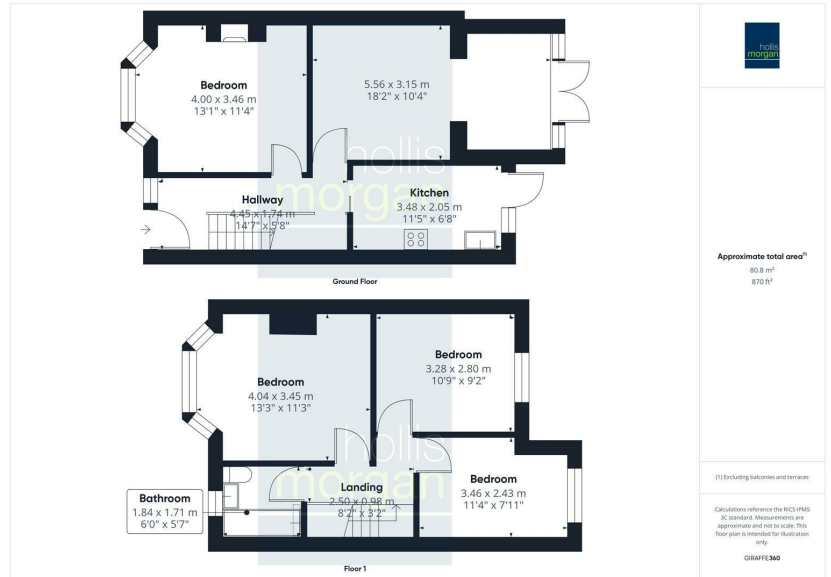 Bedroom
4.00 x 3.46 m
13'1" x 11'4"
5.56 x 3.15 m
18'2" x 10'4"
hollis
morgan
Hallway
4.45 x 1.74 m
14'7" x 5'8"
Kitchen
3.48 x 2.05 m
11'5" x 6'8"
Ground Floor
Bedroom
4.04 x 3.45 m
13'3" x 11'3"
Bedroom
3.28 x 2.80 m
10'9" x 9'2"
hollis
morgan
Bathroom
1.84 x 1.71 m
6'0" x 5'7"
Landing
2.50 x 0.98 m
8'2" x 3'2"
Bedroom
3.46 x 2.43 m
11'4" x 7'11"
Floor 1
hollis
morgan
Approximate total area(1)
80.8 m²
870 ft²
(1) Excluding balconies and terraces
Calculations reference the RICS IPMS
3C standard. Measurements are
approximate and not to scale. This
floor plan is intended for illustration
only.
GIRAFFE360